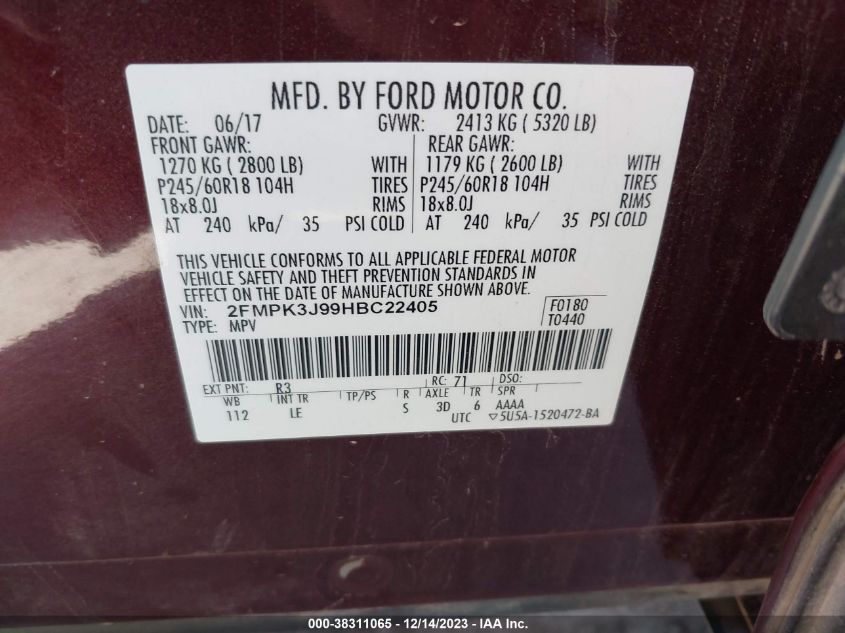 MFD. BY FORD MOTOR CO.
DATE: 06/17 GVWR: 2413 KG ( 5320 LB)
FRONT GAWR: REAR GAWR:
1270 KG ( 2800 LB) WITH 1179 KG ( 2600 LB) WITH
P245/60R18 104H TIRES P245/60R18 104H TIRES
18x8.0J RIMS 18x8.0J RIMS
AT 240 kPa/ 35 PSI COLD AT 240 kPa/ 35 PSI COLD
THIS VEHICLE CONFORMS TO ALL APPLICABLE FEDERAL MOTOR
VEHICLE SAFETY AND THEFT PREVENTION STANDARDS IN
EFFECT ON THE DATE OF MANUFACTURE SHOWN ABOVE.
VIN: 2FMPK3J99HBC22405 F0180
TYPE: MPV T0440
EXT PNT: R3 RC: 71 DSO:
WB INT TR TP/PS R AXLE TR SPR
112 LE S 3D 6 AAAA
UTC ▽5U5A-1520472-BA
000-38311065 - 12/14/2023 - IAA Inc.